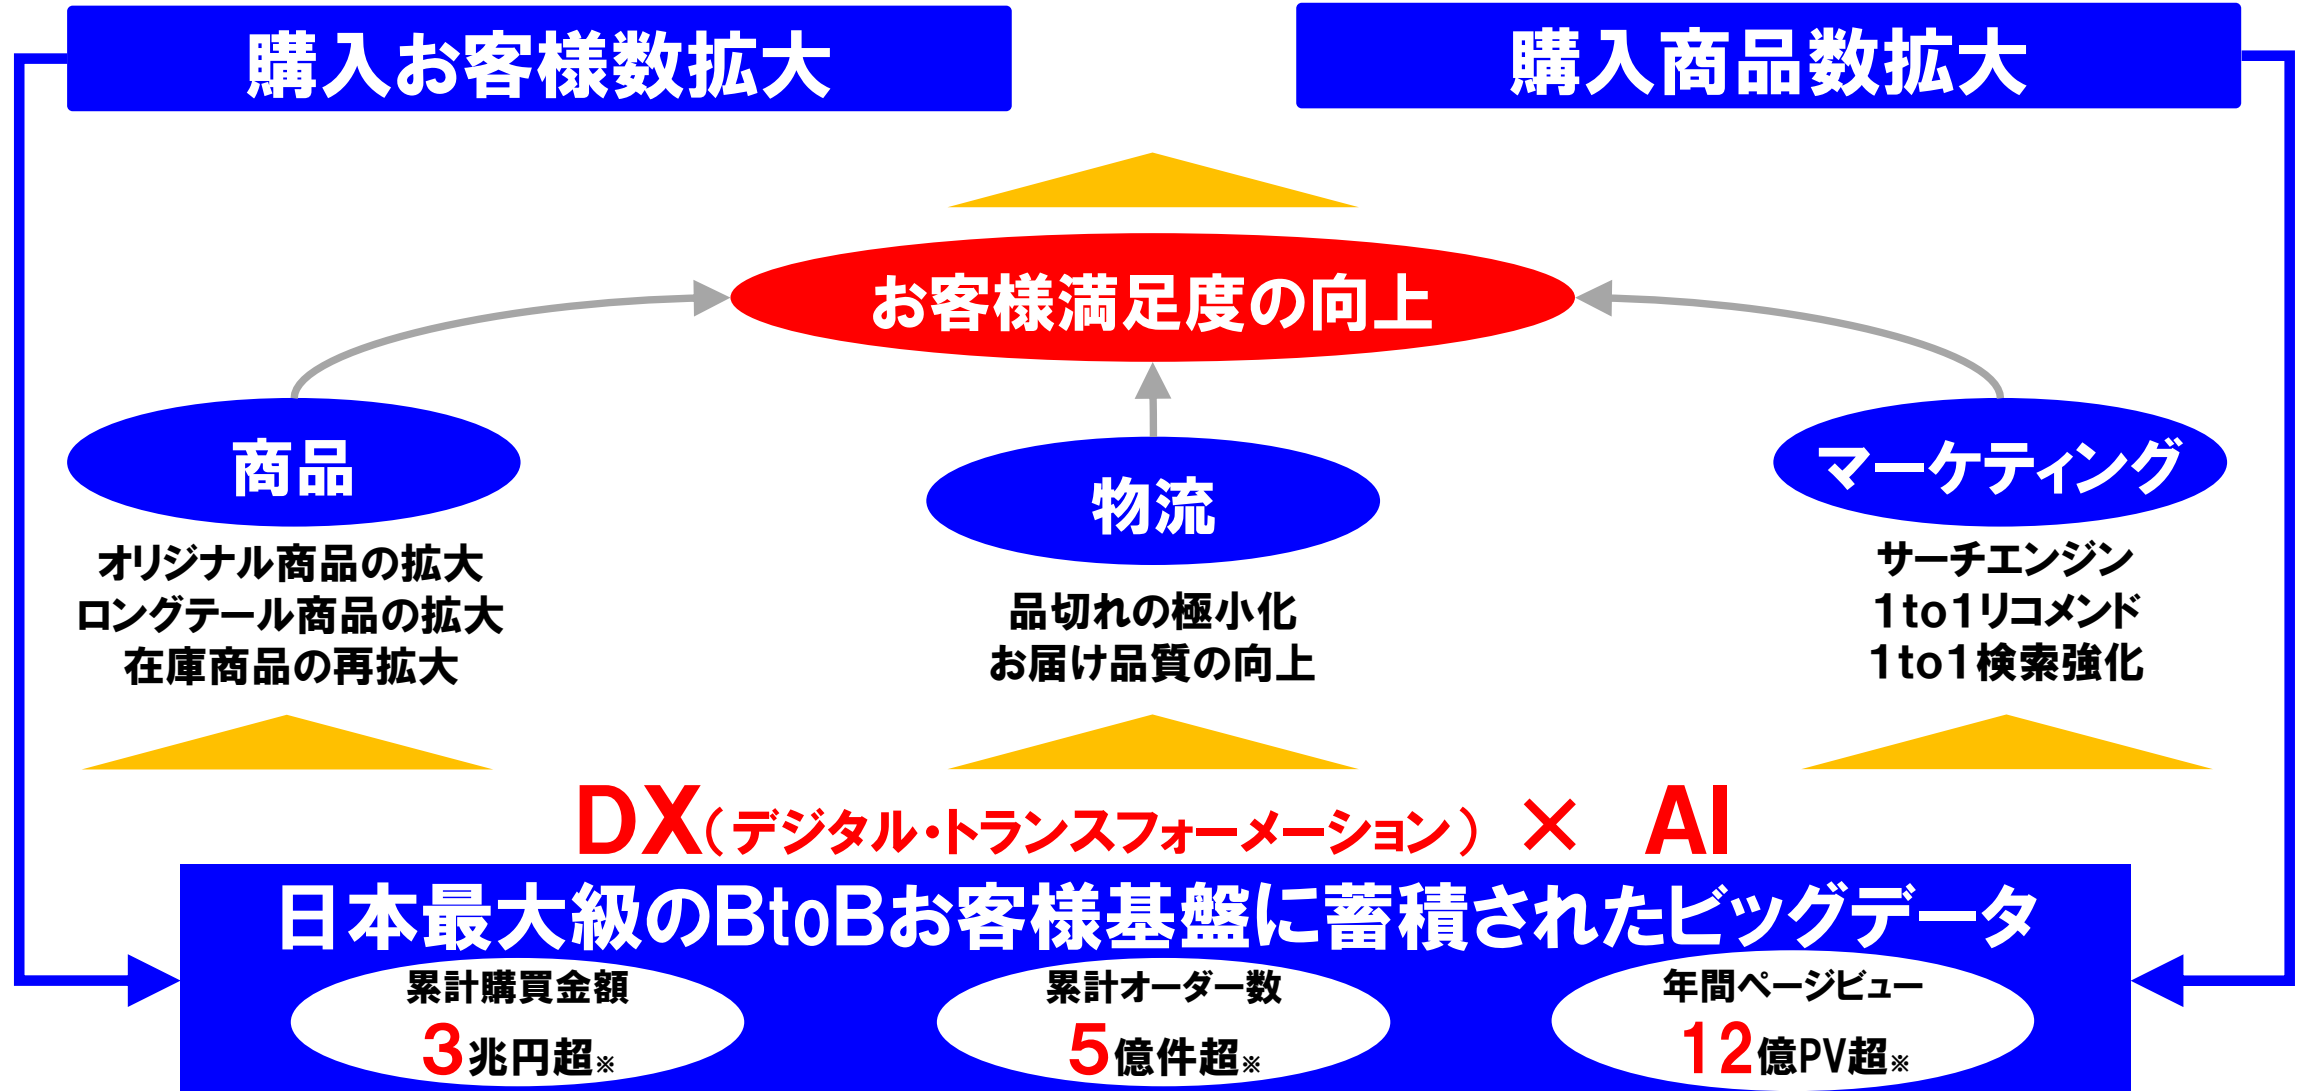 購入お客様数拡大
購入商品数拡大
お客様満足度の向上
商品
オリジナル商品の拡大
ロングテール商品の拡大
在庫商品の再拡大
物流
品切れの極小化
お届け品質の向上
マーケティング
サーチエンジン
1to1リコメンド
1to1検索強化
DX（デジタル・トランスフォーメーション） × AI
日本最大級のBtoBお客様基盤に蓄積されたビッグデータ
累計購買金額
3兆円超※
累計オーダー数
5億件超※
年間ページビュー
12億PV超※